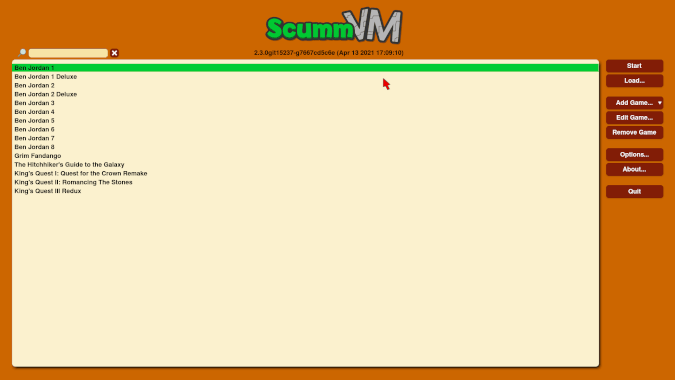 ScummVM
2.3.0git15237-g7667cd5c6e (Apr 13 2021 17:09:10)
Ben Jordan 1
Ben Jordan 1 Deluxe
Ben Jordan 2
Ben Jordan 2 Deluxe
Ben Jordan 3
Ben Jordan 4
Ben Jordan 5
Ben Jordan 6
Ben Jordan 7
Ben Jordan 8
Grim Fandango
The Hitchhiker's Guide to the Galaxy
King's Quest I: Quest for the Crown Remake
King's Quest II: Romancing The Stones
King's Quest III Redux
Start
Load...
Add Game...
Edit Game...
Remove Game
Options...
About...
Quit